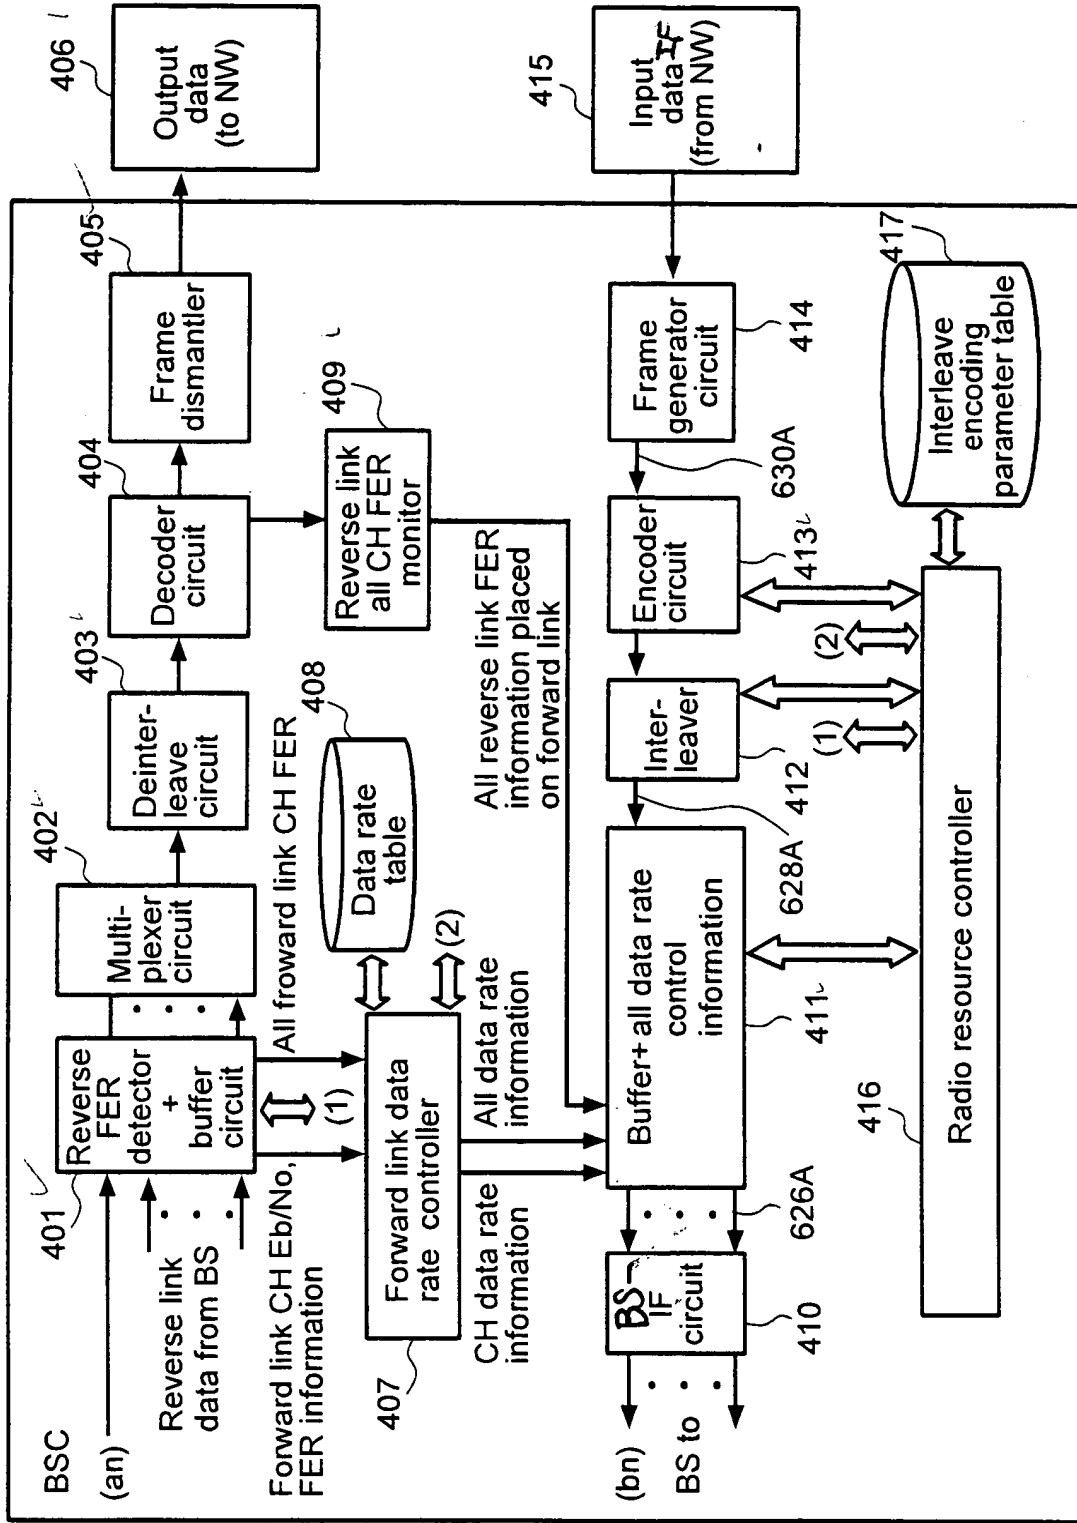 BSC
(an)
Reverse link
data from BS
401
Reverse
FER
detector
+
buffer
circuit
402
Multi-
plexer
circuit
403
Deinter-
leave
circuit
404
Decoder
circuit
405
Frame
dismantler
406
Output
data
(to NW)
(1)
All froward link CH FER
Forward link CH Eb/No,
FER information
407
Forward link data
rate controller
408
Data rate
table
(2)
409
Reverse link
all CH FER
monitor
CH data rate
information
All data rate
information
All reverse link FER
information placed
on forward link
(bn)
BS to
BS-
IF
circuit
410
626A
Buffer+ all data rate
control
information
411
628A
Inter-
leaver
412
Encoder
circuit
413
630A
Frame
generator
circuit
414
415
Input
data IF
(from NW)
(1)
(2)
416
Radio resource controller
417
Interleave
encoding
parameter table